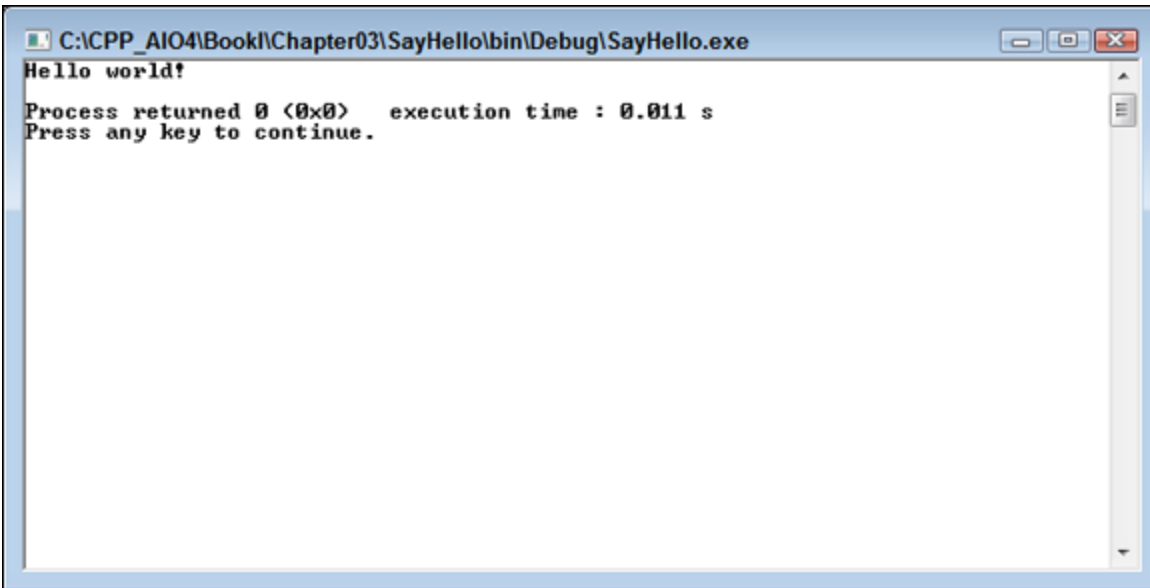 C:\CPP_AIO4\BookI\Chapter03\SayHello\bin\Debug\SayHello.exe
Hello world!
Process returned 0 (0x0)   execution time : 0.011 s
Press any key to continue.